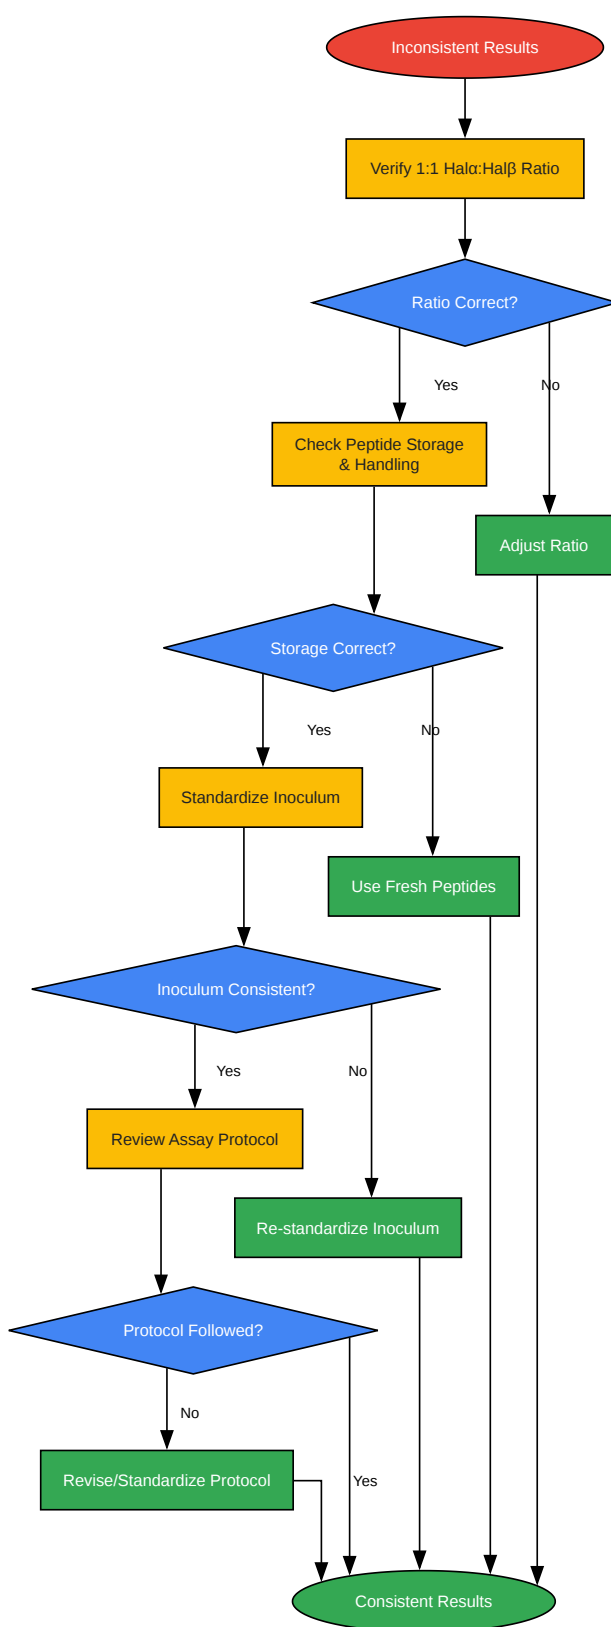 Inconsistent Results
Verify 1:1 Halα:Halβ Ratio
Ratio Correct?
Yes
No
Check Peptide Storage
& Handling
Adjust Ratio
Storage Correct?
Yes
No
Standardize Inoculum
Use Fresh Peptides
Inoculum Consistent?
Yes
No
Review Assay Protocol
Re-standardize Inoculum
Protocol Followed?
No
Revise/Standardize Protocol
Yes
Consistent Results